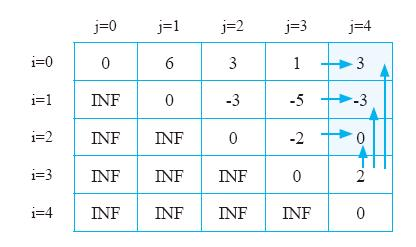 j=0 j=1 j=2 j=3 j=4
i=0 0 6 3 1 3
i=1 INF 0 -3 -5 -3
i=2 INF INF 0 -2 0
i=3 INF INF INF 0 2
i=4 INF INF INF INF 0